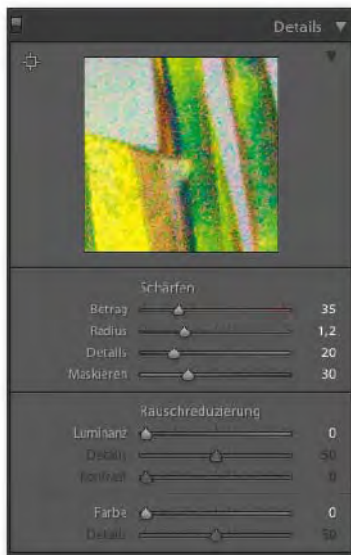 Details
Schärfen
Betrag 35
Radius 1,2
Details 20
Maskieren 30
Rauschreduzierung
Luminanz 0
Details 50
Kontrast 0
Farbe 0
Details 50